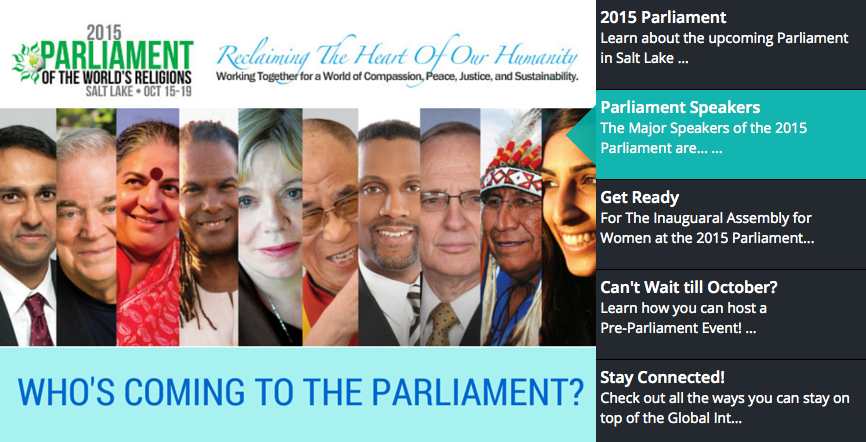 2015
PARLIAMENT
OF THE WORLD'S RELIGIONS
SALT LAKE • OCT 15-19
Reclaiming The Heart Of Our Humanity
Working Together for a World of Compassion, Peace, Justice, and Sustainability.
WHO'S COMING TO THE PARLIAMENT?
2015 Parliament
Learn about the upcoming Parliament
in Salt Lake ...
Parliament Speakers
The Major Speakers of the 2015
Parliament are... ...
Get Ready
For The Inauguaral Assembly for
Women at the 2015 Parliament...
Can't Wait till October?
Learn how you can host a
Pre-Parliament Event! ...
Stay Connected!
Check out all the ways you can stay on
top of the Global Int...